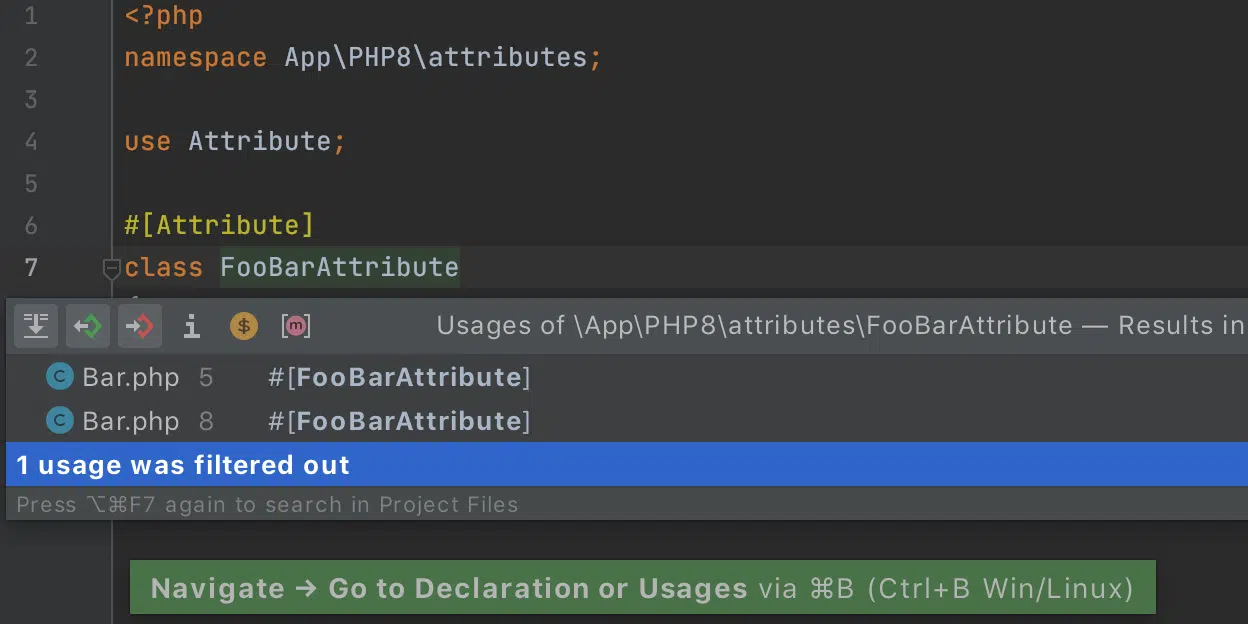 1 <?php
2 namespace App\PHP8\attributes;
3
4 use Attribute;
5
6 #[Attribute]
7 class FooBarAttribute
Usages of \App\PHP8\attributes\FooBarAttribute — Results in
C Bar.php 5 #[FooBarAttribute]
C Bar.php 8 #[FooBarAttribute]
1 usage was filtered out
Press ⌥⌘F7 again to search in Project Files
Navigate → Go to Declaration or Usages via ⌘B (Ctrl+B Win/Linux)